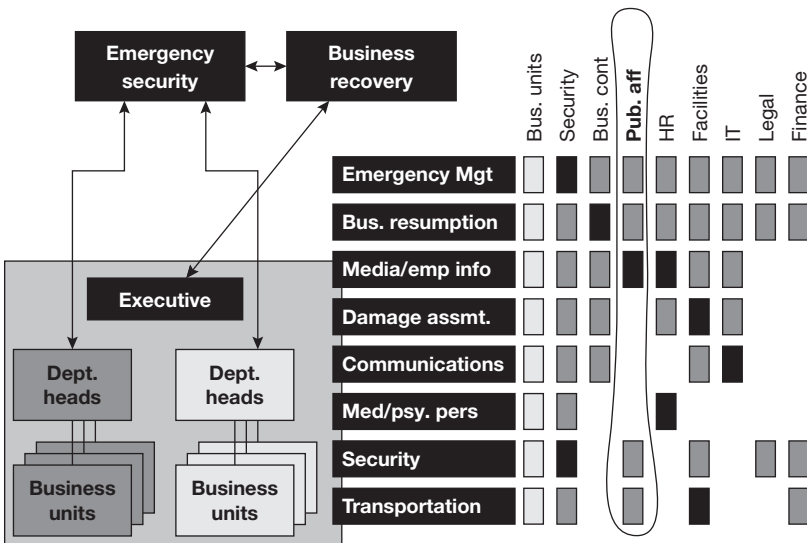 Emergency
security
Business
recovery
Bus. units
Security
Bus. cont
Pub. aff
HR
Facilities
IT
Legal
Finance
Emergency Mgt
Bus. resumption
Media/emp info
Executive
Damage assmt.
Dept.
heads
Dept.
heads
Communications
Med/psy. pers
Security
Business
units
Business
units
Transportation